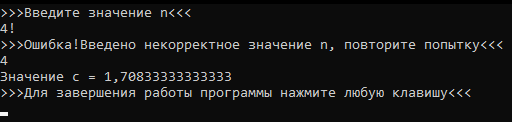 >>>Введите значение n<<<
4!
>>>Ошибка!Введено некорректное значение n, повторите попытку<<<
4
Значение c = 1,70833333333333
>>>Для завершения работы программы нажмите любую клавишу<<<